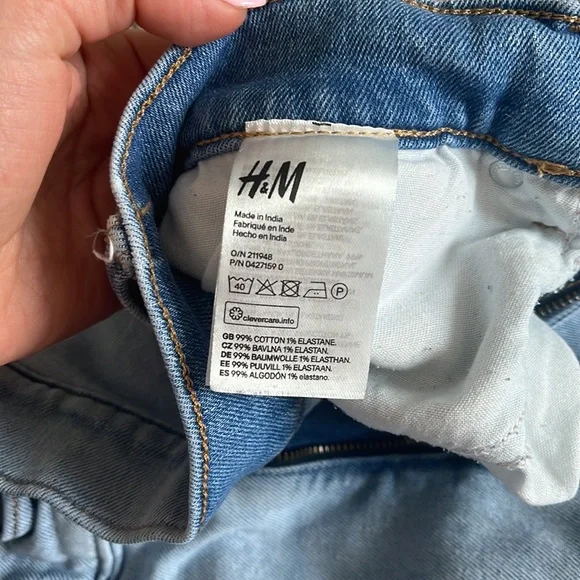 H&M
Made in India
Fabriqué en Inde
Hecho en India
O/N 211948
P/N 0427159 0
40 P
clevercare.info
GB 99% COTTON 1% ELASTANE.
CZ 99% BAVLNA 1% ELASTAN.
DE 99% BAUMWOLLE 1% ELASTHAN.
EE 99% PUUVILL 1% ELASTAAN.
ES 99% ALGODÓN 1% elastano.